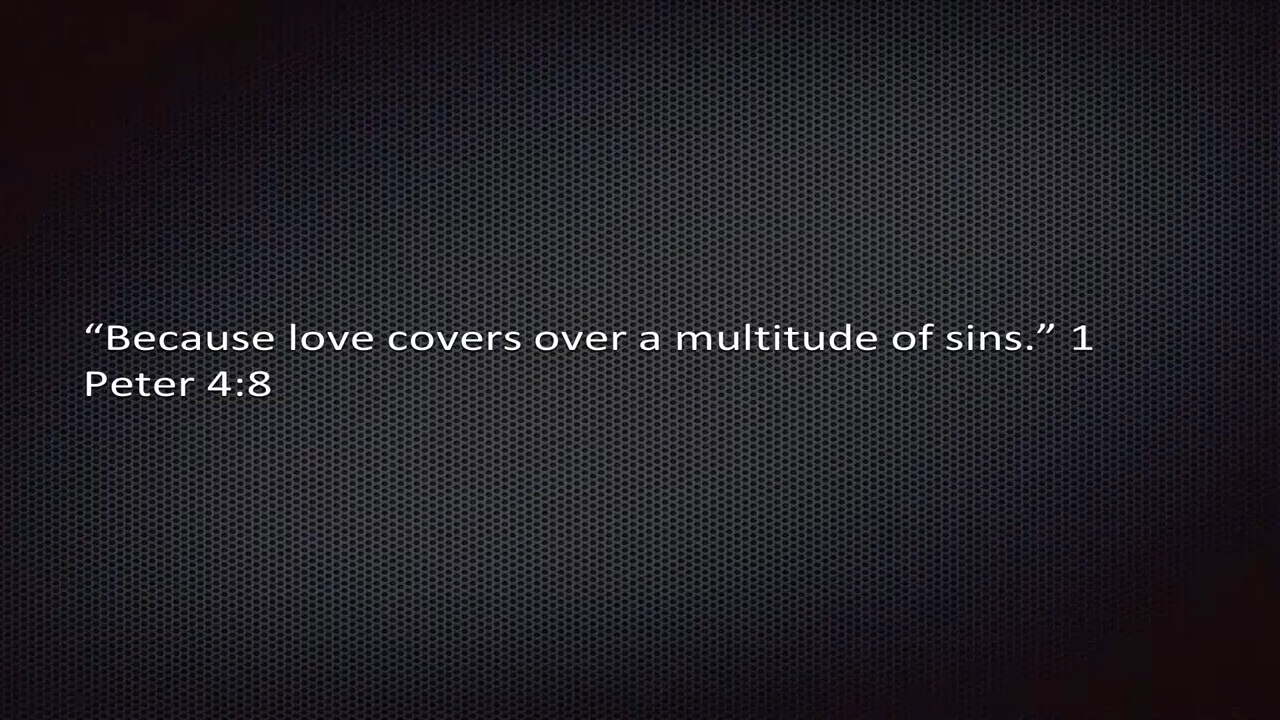 “Because love covers over a multitude of sins.” 1
Peter 4:8